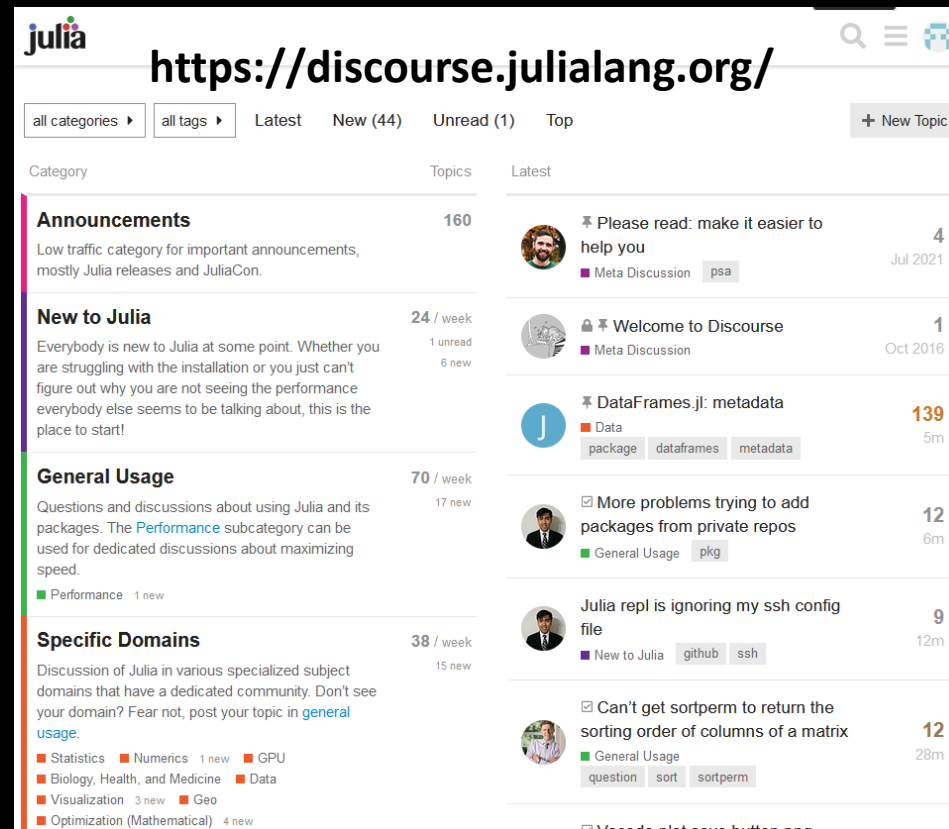 julia
https://discourse.julialang.org/
all categories
all tags
Latest
New (44)
Unread (1)
Top
+ New Topic
Category
Topics
Announcements
160
Low traffic category for important announcements,
mostly Julia releases and JuliaCon.
New to Julia
24 / week
1 unread
6 new
Everybody is new to Julia at some point. Whether you
are struggling with the installation or you just can't
figure out why you are not seeing the performance
everybody else seems to be talking about, this is the
place to start!
General Usage
70 / week
17 new
Questions and discussions about using Julia and its
packages. The Performance subcategory can be
used for dedicated discussions about maximizing
speed.
Performance 1 new
Specific Domains
38 / week
15 new
Discussion of Julia in various specialized subject
domains that have a dedicated community. Don't see
your domain? Fear not, post your topic in general
usage.
Statistics Numerics 1 new GPU
Biology, Health, and Medicine Data
Visualization 3 new Geo
Optimization (Mathematical) 4 new
Latest
Please read: make it easier to
help you
Meta Discussion psa
4
Jul 2021
Welcome to Discourse
Meta Discussion
1
Oct 2016
J
DataFrames.jl: metadata
Data
package dataframes metadata
139
5m
More problems trying to add
packages from private repos
General Usage pkg
12
6m
Julia repl is ignoring my ssh config
file
New to Julia github ssh
9
12m
Can't get sortperm to return the
sorting order of columns of a matrix
General Usage
question sort sortperm
12
28m